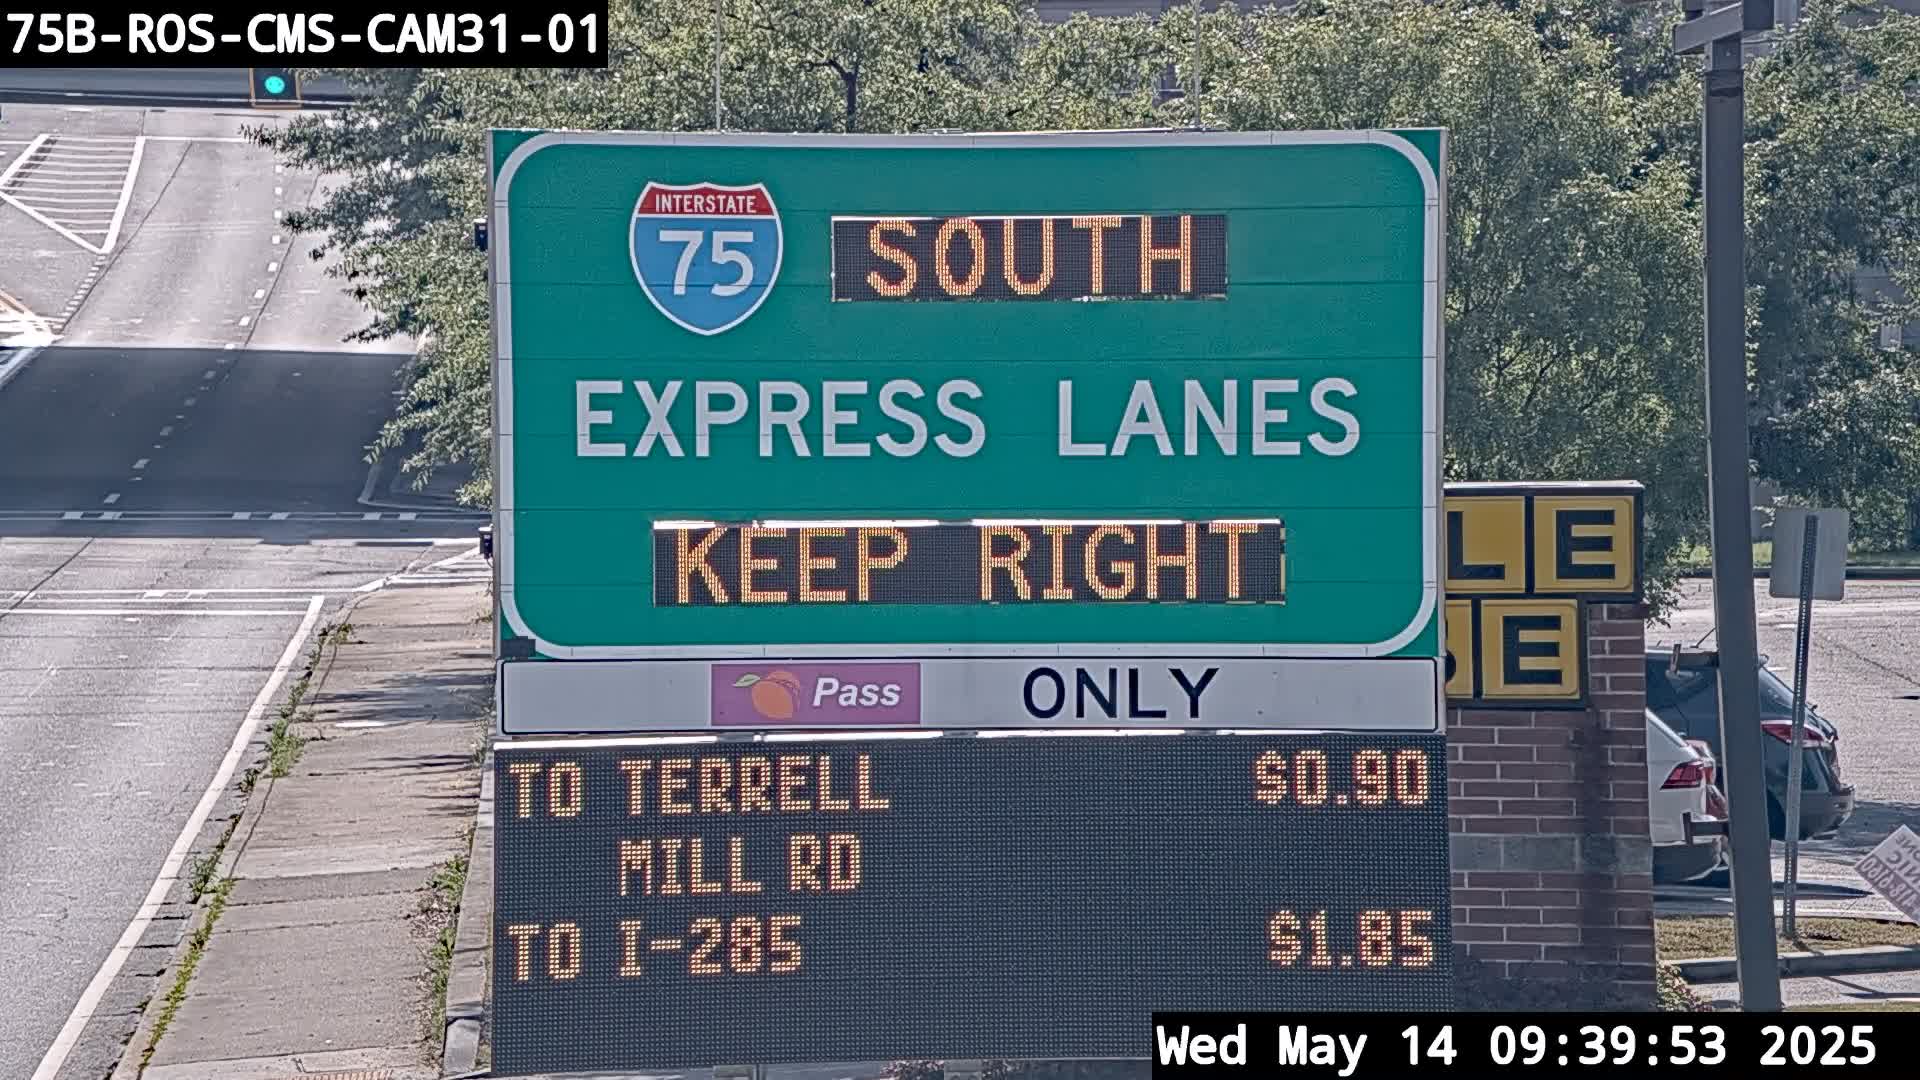 75B-ROS-CMS-CAM31-01
INTERSTATE
75
SOUTH
EXPRESS LANES
KEEP RIGHT
Pass ONLY
TO TERRELL $0.90
MILL RD
TO I-285 $1.85
LE
E
Wed May 14 09:39:53 2025